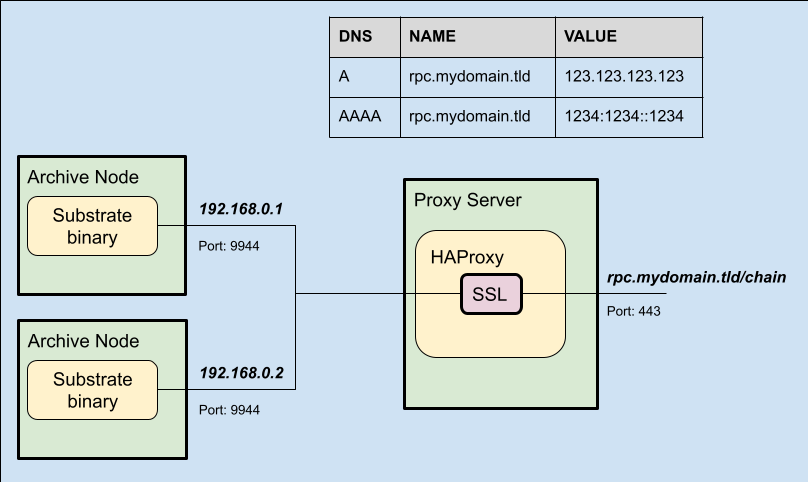 DNS NAME VALUE
A rpc.mydomain.tld 123.123.123.123
AAAA rpc.mydomain.tld 1234:1234::1234
Archive Node
Substrate
binary
192.168.0.1
Port: 9944
Archive Node
Substrate
binary
192.168.0.2
Port: 9944
Proxy Server
HAProxy
SSL
rpc.mydomain.tld/chain
Port: 443